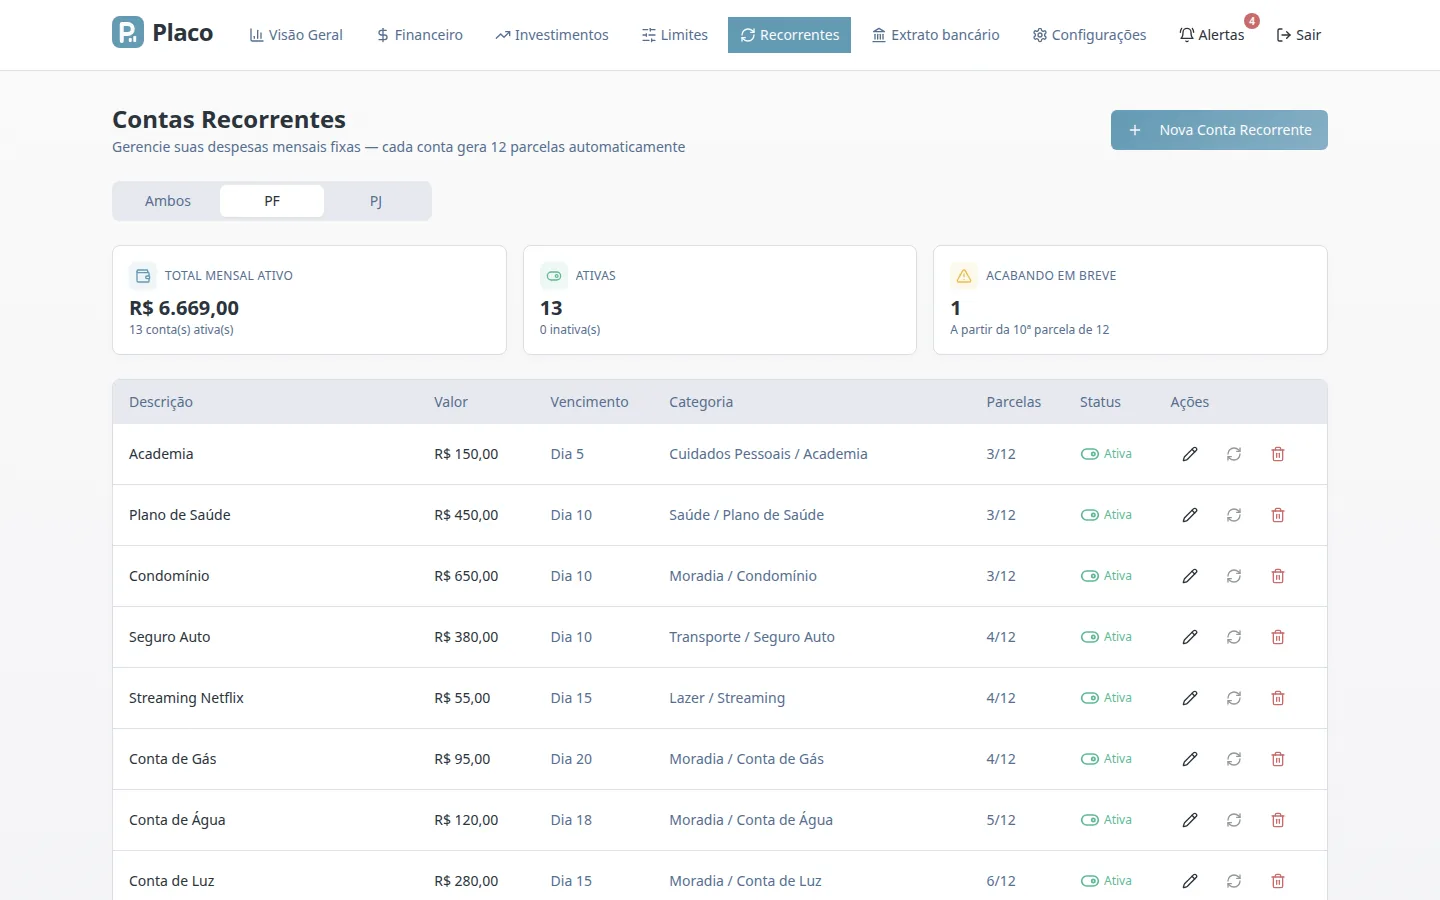 Placo
Visão Geral
Financeiro
Investimentos
Limites
Recorrentes
Extrato bancário
Configurações
Alertas
4
Sair
Contas Recorrentes
Gerencie suas despesas mensais fixas — cada conta gera 12 parcelas automaticamente
+ Nova Conta Recorrente
Ambos
PF
PJ
TOTAL MENSAL ATIVO
R$ 6.669,00
13 conta(s) ativa(s)
ATIVAS
13
0 inativa(s)
ACABANDO EM BREVE
1
A partir da 10ª parcela de 12
Descrição Valor Vencimento Categoria Parcelas Status Ações
Academia R$ 150,00 Dia 5 Cuidados Pessoais / Academia 3/12 Ativa
Plano de Saúde R$ 450,00 Dia 10 Saúde / Plano de Saúde 3/12 Ativa
Condomínio R$ 650,00 Dia 10 Moradia / Condomínio 3/12 Ativa
Seguro Auto R$ 380,00 Dia 10 Transporte / Seguro Auto 4/12 Ativa
Streaming Netflix R$ 55,00 Dia 15 Lazer / Streaming 4/12 Ativa
Conta de Gás R$ 95,00 Dia 20 Moradia / Conta de Gás 4/12 Ativa
Conta de Água R$ 120,00 Dia 18 Moradia / Conta de Água 5/12 Ativa
Conta de Luz R$ 280,00 Dia 15 Moradia / Conta de Luz 6/12 Ativa